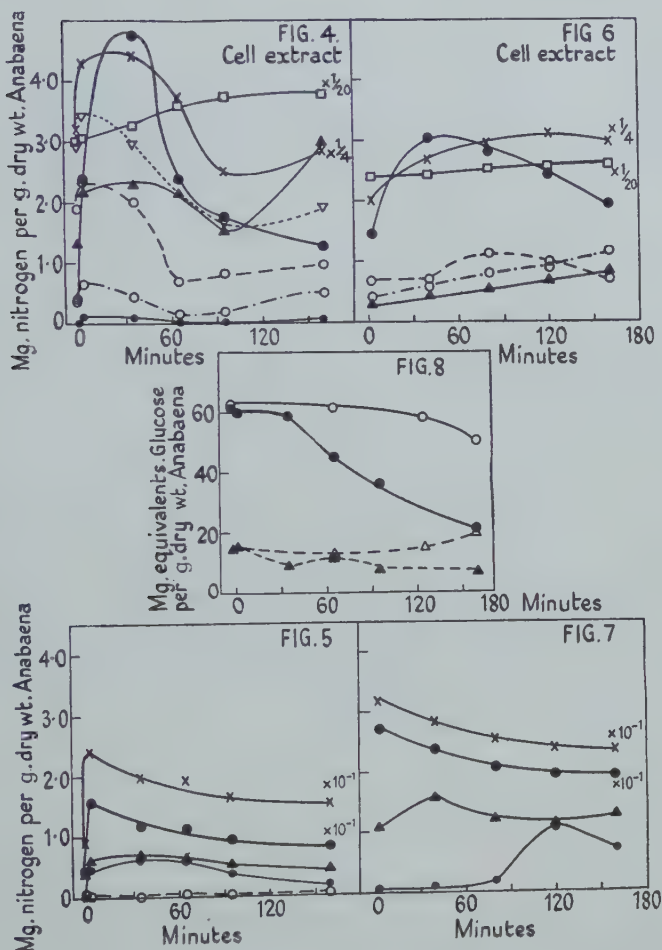 FIG. 4.
Cell extract
FIG 6
Cell extract
Mg. nitrogen per g. dry wt. Anabaena
4·0
3·0
2·0
1·0
0
×1/20
×1/4
×1/4
×1/20
0 60 120
Minutes
0 60 120 180
Minutes
FIG.8
Mg. equivalents. Glucose
per g. dry wt. Anabaena
60
40
20
0
0 60 120 180 Minutes
FIG.5
FIG.7
Mg. nitrogen per g. dry wt. Anabaena
4·0
3·0
2·0
1·0
0
×10⁻¹
×10⁻¹
×10⁻¹
×10⁻¹
0 60 120
Minutes
0 60 120 180
Minutes